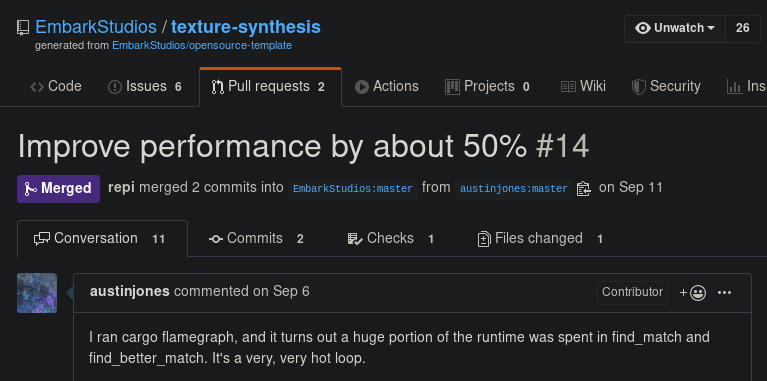 EmbarkStudios / texture-synthesis
Unwatch 26
generated from EmbarkStudios/opensource-template
Code Issues 6 Pull requests 2 Actions Projects 0 Wiki Security Ins
Improve performance by about 50% #14
Merged repi merged 2 commits into EmbarkStudios:master from austinjones:master on Sep 11
Conversation 11 Commits 2 Checks 1 Files changed 1
austinjones commented on Sep 6 Contributor
I ran cargo flamegraph, and it turns out a huge portion of the runtime was spent in find_match and
find_better_match. It's a very, very hot loop.